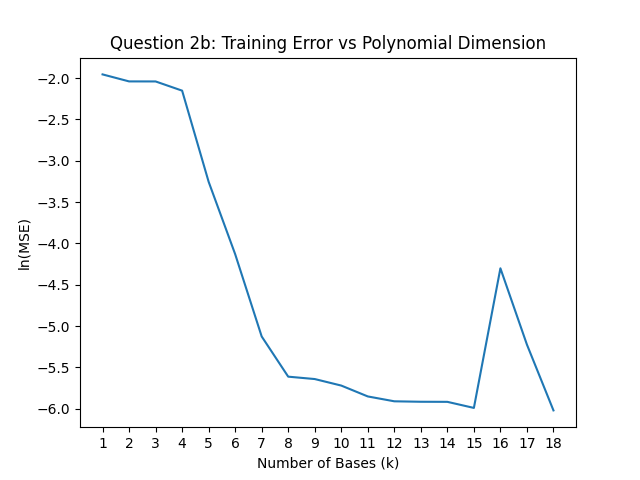 Question 2b: Training Error vs Polynomial Dimension
ln(MSE)
−2.0
−2.5
−3.0
−3.5
−4.0
−4.5
−5.0
−5.5
−6.0
1 2 3 4 5 6 7 8 9 10 11 12 13 14 15 16 17 18
Number of Bases (k)